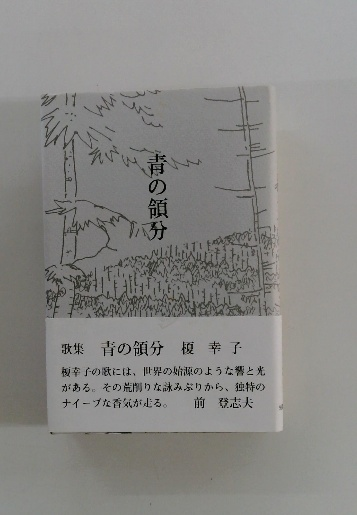 青の領分
歌集 青の領分 榎 幸子
榎幸子の歌には、世界の始源のような響と光
がある。その荒削りな詠みぶりから、独特の
ナイーブな香気が走る。 前 登志夫